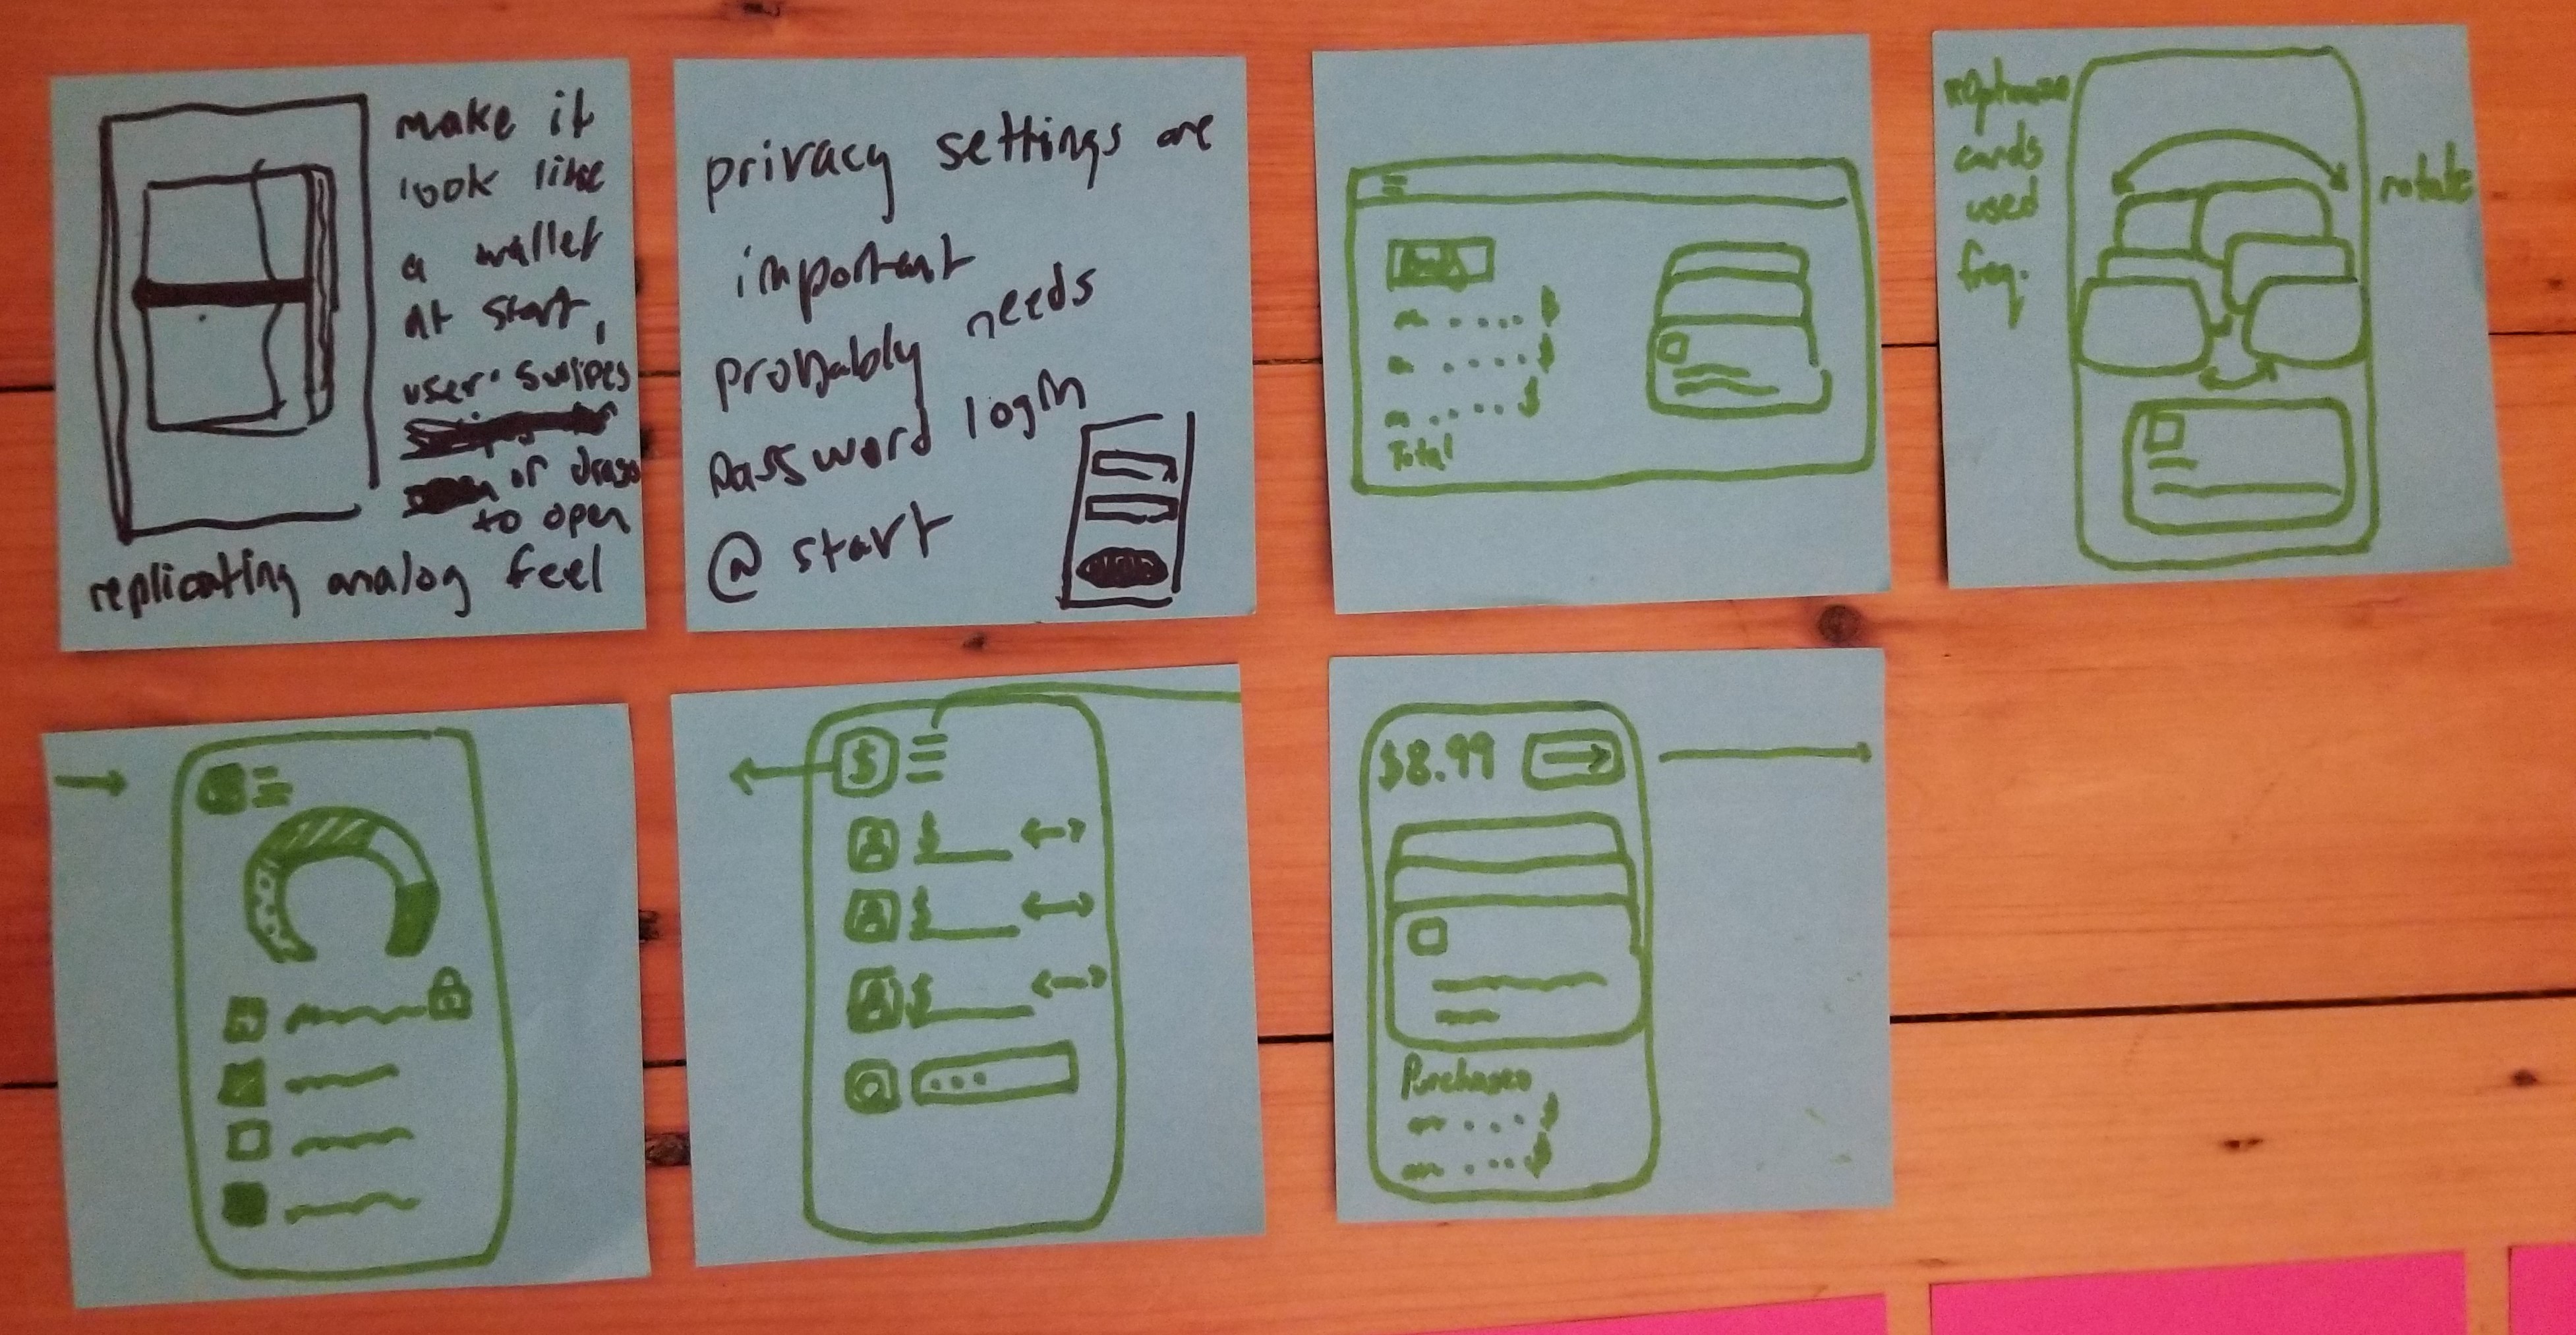 make it
look like
a wallet
at start,
user swipes
or drags
to open
replicating analog feel
privacy settings are
important
probably needs
password login
@ start
Total
cards
used
freq.
rotate
$
$
$
$
$8.99
Purchases